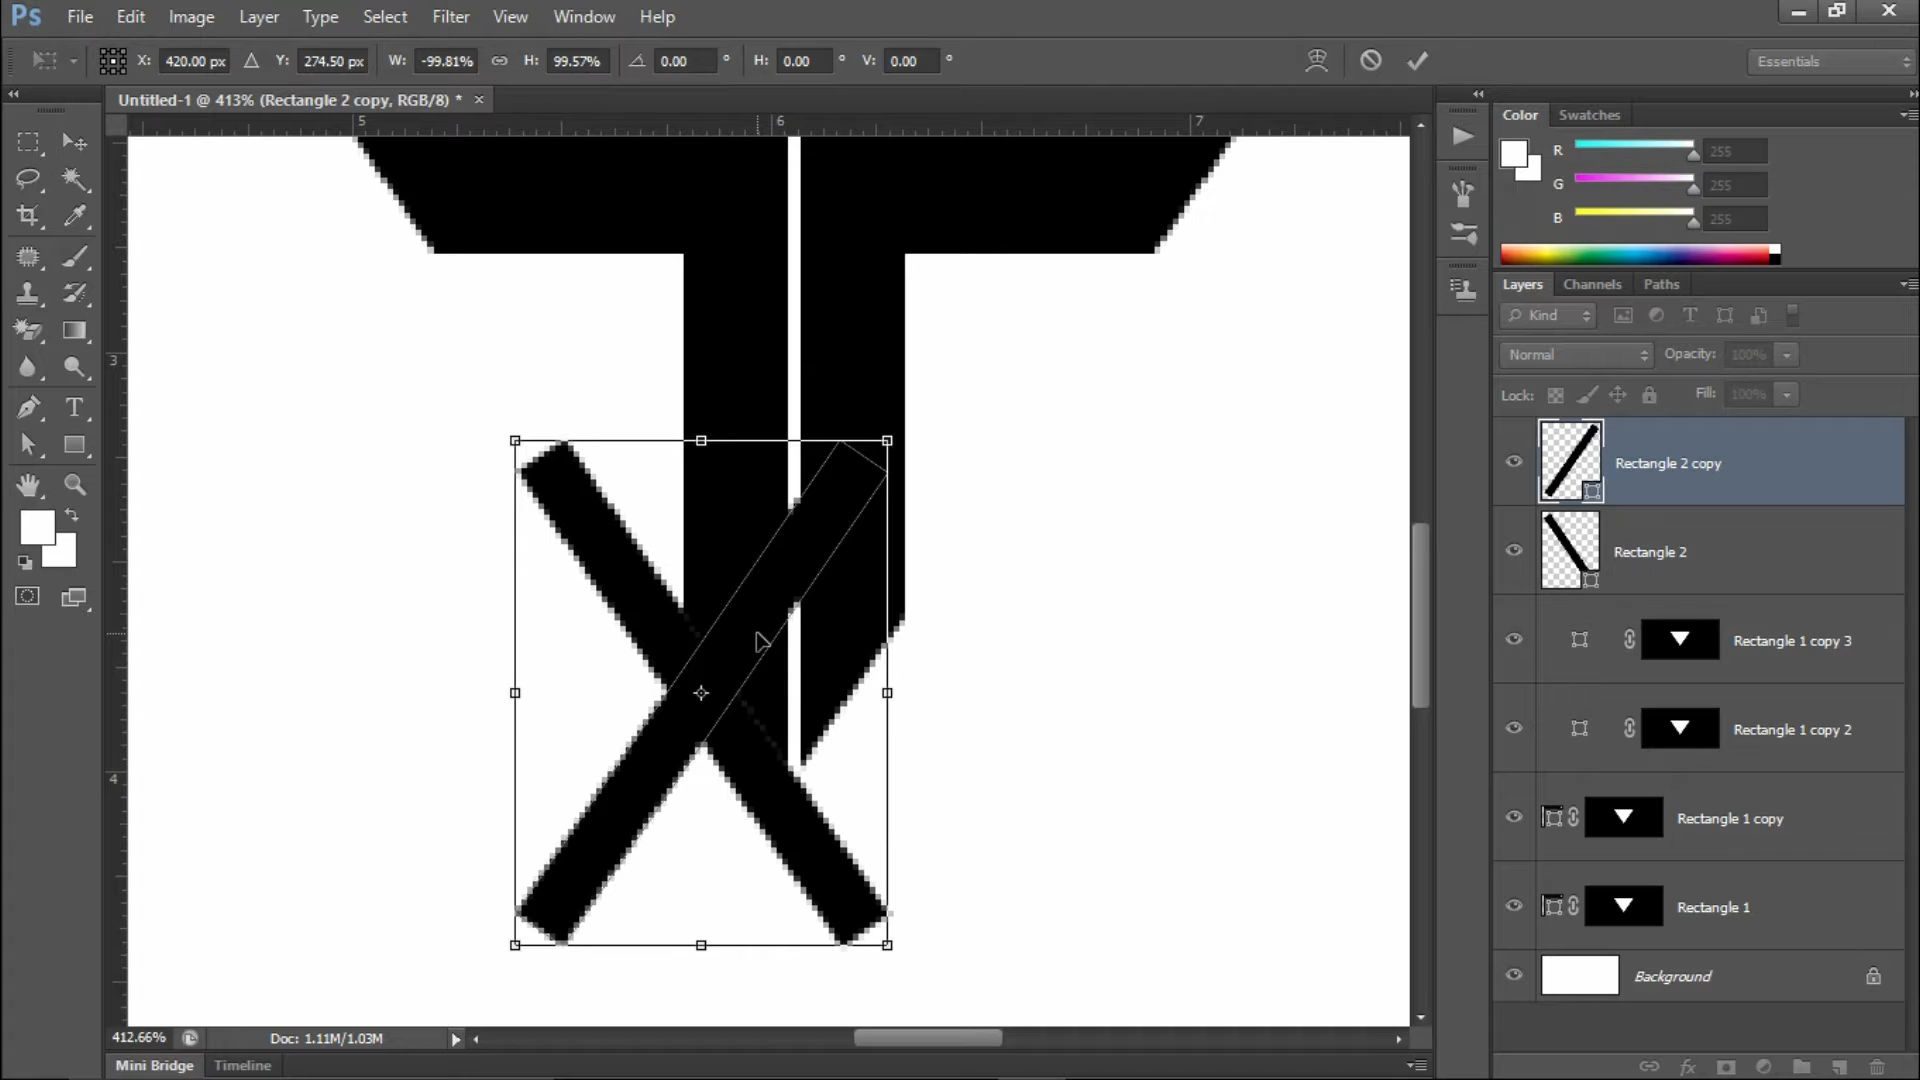 Ps File Edit Image Layer Type Select Filter View Window Help
X: 420.00 px Y: 274.50 px W: -99.81% H: 99.57% 0.00 ° H: 0.00 ° V: 0.00 ° Essentials
Untitled-1 @ 413% (Rectangle 2 copy, RGB/8) * ×
5 6 7
3
4
Color Swatches
R 255
G 255
B 255
Layers Channels Paths
Kind
Normal Opacity: 100%
Lock: Fill: 100%
Rectangle 2 copy
Rectangle 2
Rectangle 1 copy 3
Rectangle 1 copy 2
Rectangle 1 copy
Rectangle 1
Background
412.66% Doc: 1.11M/1.03M
Mini Bridge Timeline